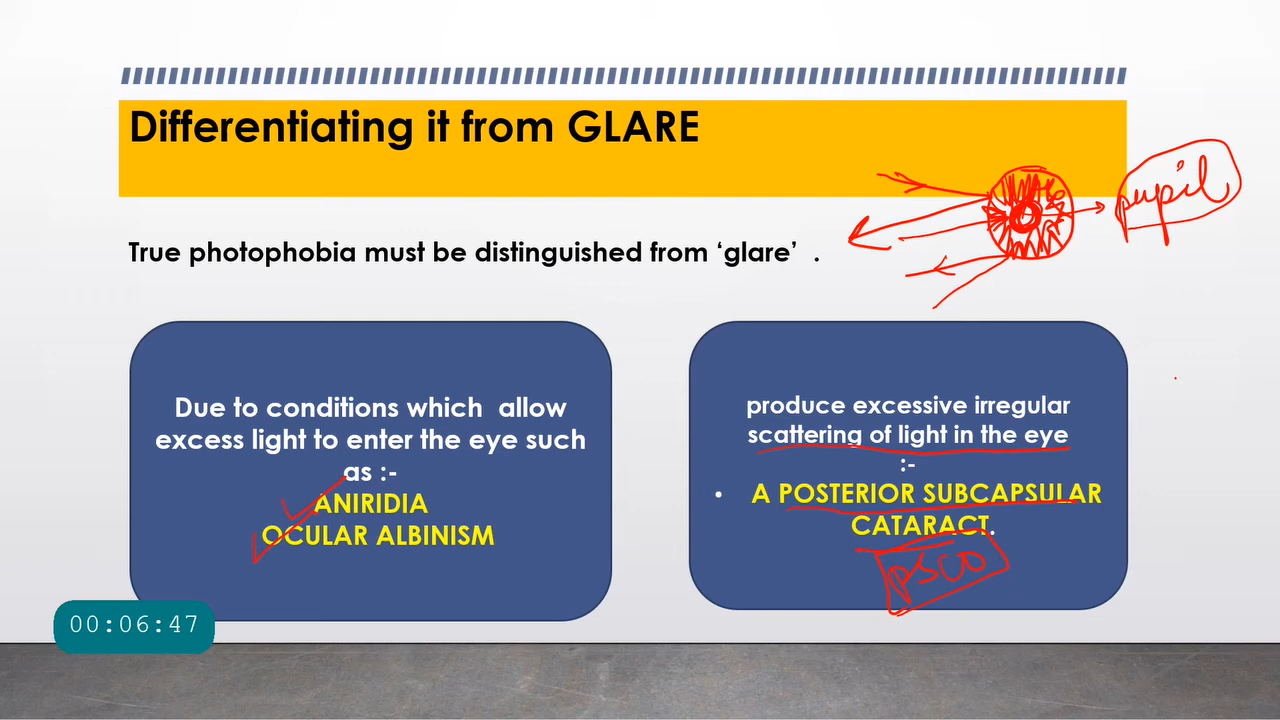 Differentiating it from GLARE
pupil
True photophobia must be distinguished from ‘glare’ .
Due to conditions which allow
excess light to enter the eye such
as :-
ANIRIDIA
OCULAR ALBINISM
produce excessive irregular
scattering of light in the eye
:-
• A POSTERIOR SUBCAPSULAR
CATARACT.
PSCO
00:06:47